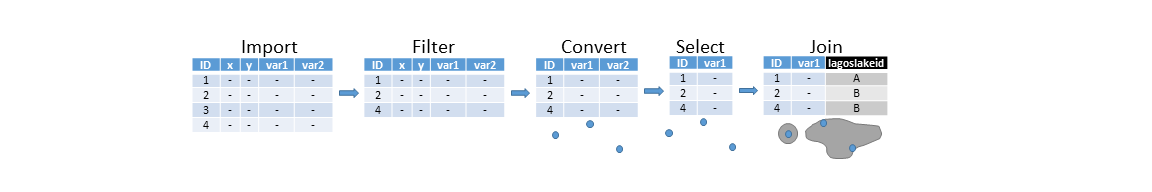 Import
ID x y var1 var2
1 - - - -
2 - - - -
3 - - - -
4 - - - -
Filter
ID x y var1 var2
1 - - - -
2 - - - -
4 - - - -
Convert
ID var1 var2
1 - -
2 - -
4 - -
Select
ID var1
1 -
2 -
4 -
Join
ID var1 lagoslakeid
1 - A
2 - B
4 - B